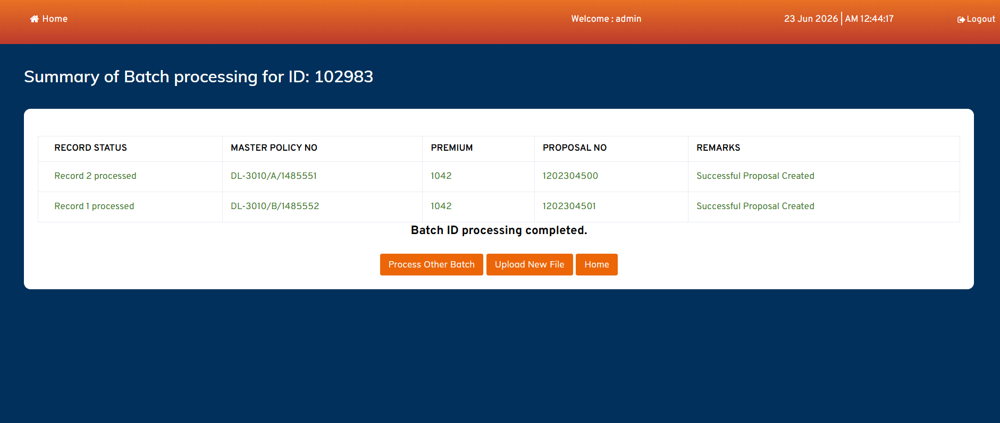 Home Welcome : admin 23 Jun 2026 | AM 12:44:17 Logout
Summary of Batch processing for ID: 102983
RECORD STATUS MASTER POLICY NO PREMIUM PROPOSAL NO REMARKS
Record 2 processed DL-3010/A/1485551 1042 1202304500 Successful Proposal Created
Record 1 processed DL-3010/B/1485552 1042 1202304501 Successful Proposal Created
Batch ID processing completed.
Process Other Batch Upload New File Home